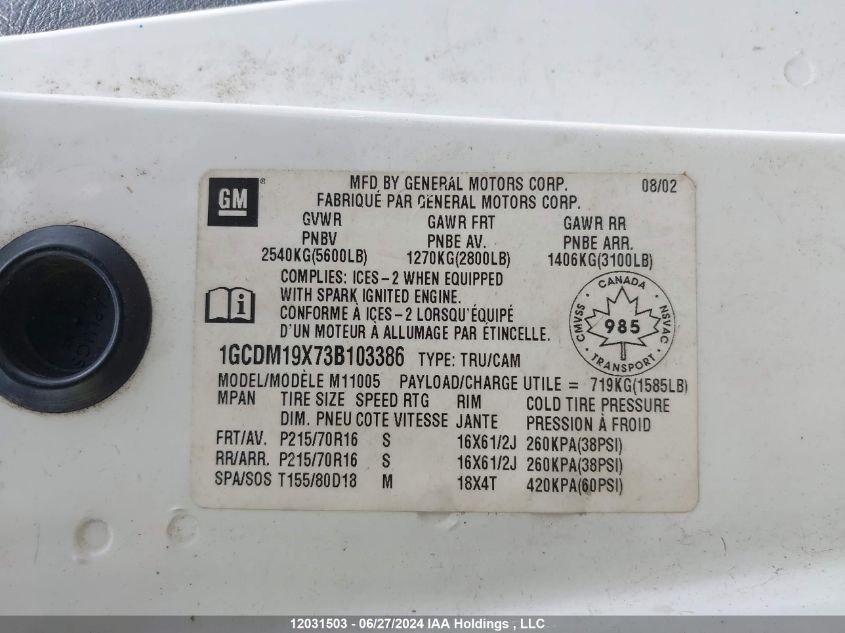 GM
MFD BY GENERAL MOTORS CORP. 08/02
FABRIQUÉ PAR GENERAL MOTORS CORP.
GVWR GAWR FRT GAWR RR
PNBV PNBE AV. PNBE ARR.
2540KG(5600LB) 1270KG(2800LB) 1406KG(3100LB)
COMPLIES: ICES-2 WHEN EQUIPPED
WITH SPARK IGNITED ENGINE.
CONFORME À ICES-2 LORSQU'ÉQUIPÉ
D'UN MOTEUR À ALLUMAGE PAR ÉTINCELLE.
CANADA
CMVSS 985 NSVAC
TRANSPORT
1GCDM19X73B103386 TYPE: TRU/CAM
MODEL/MODÈLE M11005 PAYLOAD/CHARGE UTILE = 719KG(1585LB)
MPAN TIRE SIZE SPEED RTG RIM COLD TIRE PRESSURE
DIM. PNEU COTE VITESSE JANTE PRESSION À FROID
FRT/AV. P215/70R16 S 16X61/2J 260KPA(38PSI)
RR/ARR. P215/70R16 S 16X61/2J 260KPA(38PSI)
SPA/SOS T155/80D18 M 18X4T 420KPA(60PSI)
12031503 - 06/27/2024 IAA Holdings , LLC